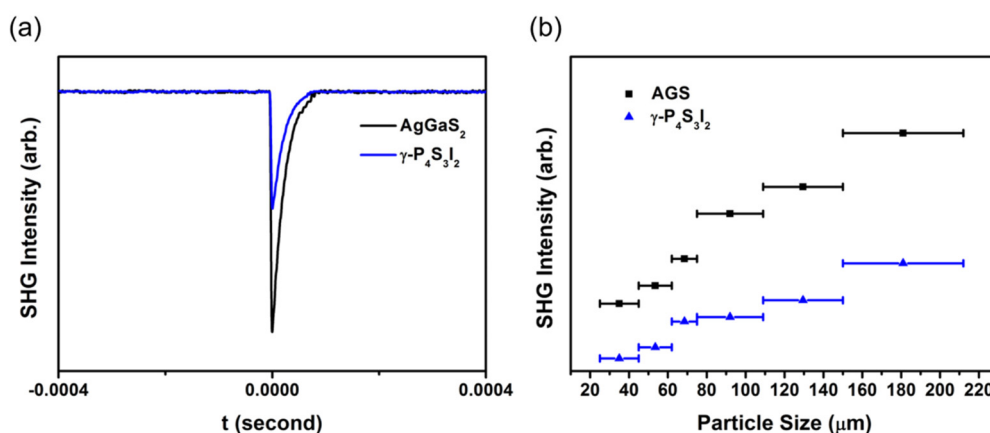 (a)
SHG Intensity (arb.)
AgGaS₂
γ-P₄S₃I₂
-0.0004 0.0000 0.0004
t (second)
(b)
SHG Intensity (arb.)
AGS
γ-P₄S₃I₂
20 40 60 80 100 120 140 160 180 200 220
Particle Size (μm)